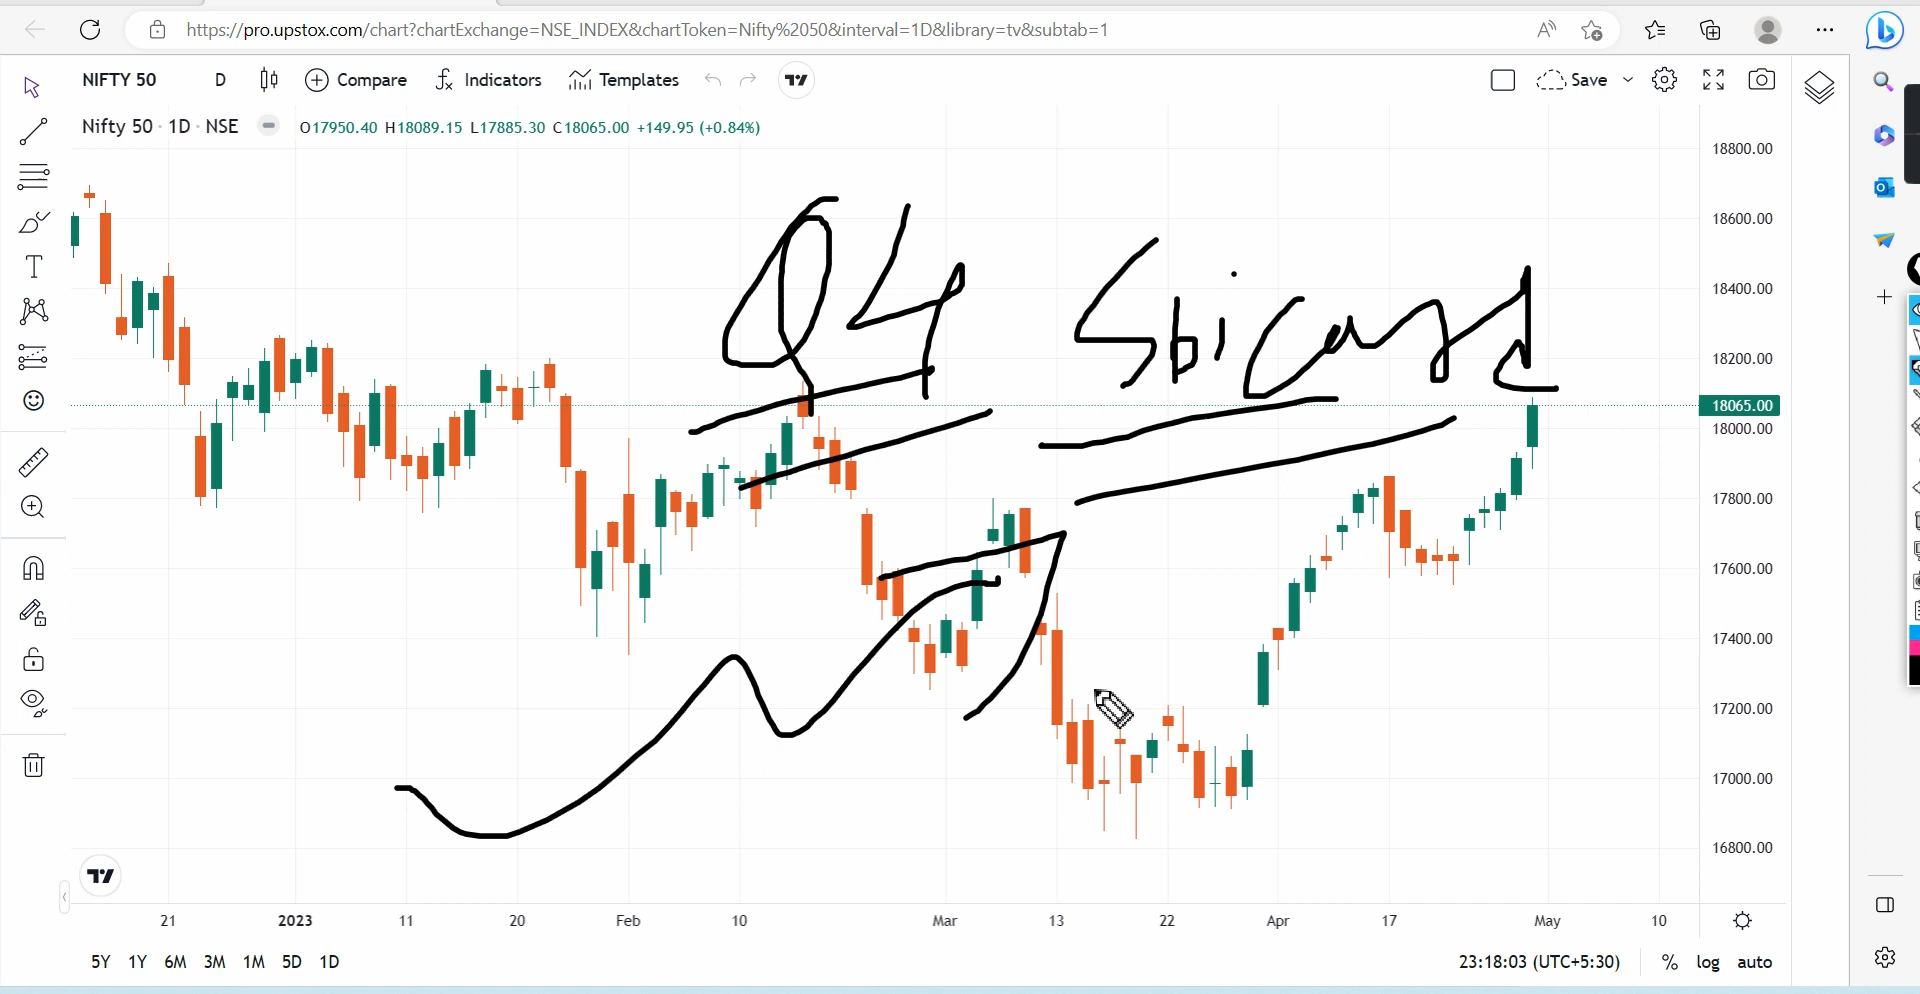 https://pro.upstox.com/chart?chartExchange=NSE_INDEX&chartToken=Nifty%2050&interval=1D&library=tv&subtab=1
NIFTY 50 D Compare Indicators Templates Save
Nifty 50 · 1D · NSE O17950.40 H18089.15 L17885.30 C18065.00 +149.95 (+0.84%)
18800.00
18600.00
18400.00
Q4 Sbicard
18200.00
18065.00
18000.00
17800.00
17600.00
17400.00
17200.00
17000.00
16800.00
21 2023 11 20 Feb 10 Mar 13 22 Apr 17 May 10
5Y 1Y 6M 3M 1M 5D 1D 23:18:03 (UTC+5:30) % log auto